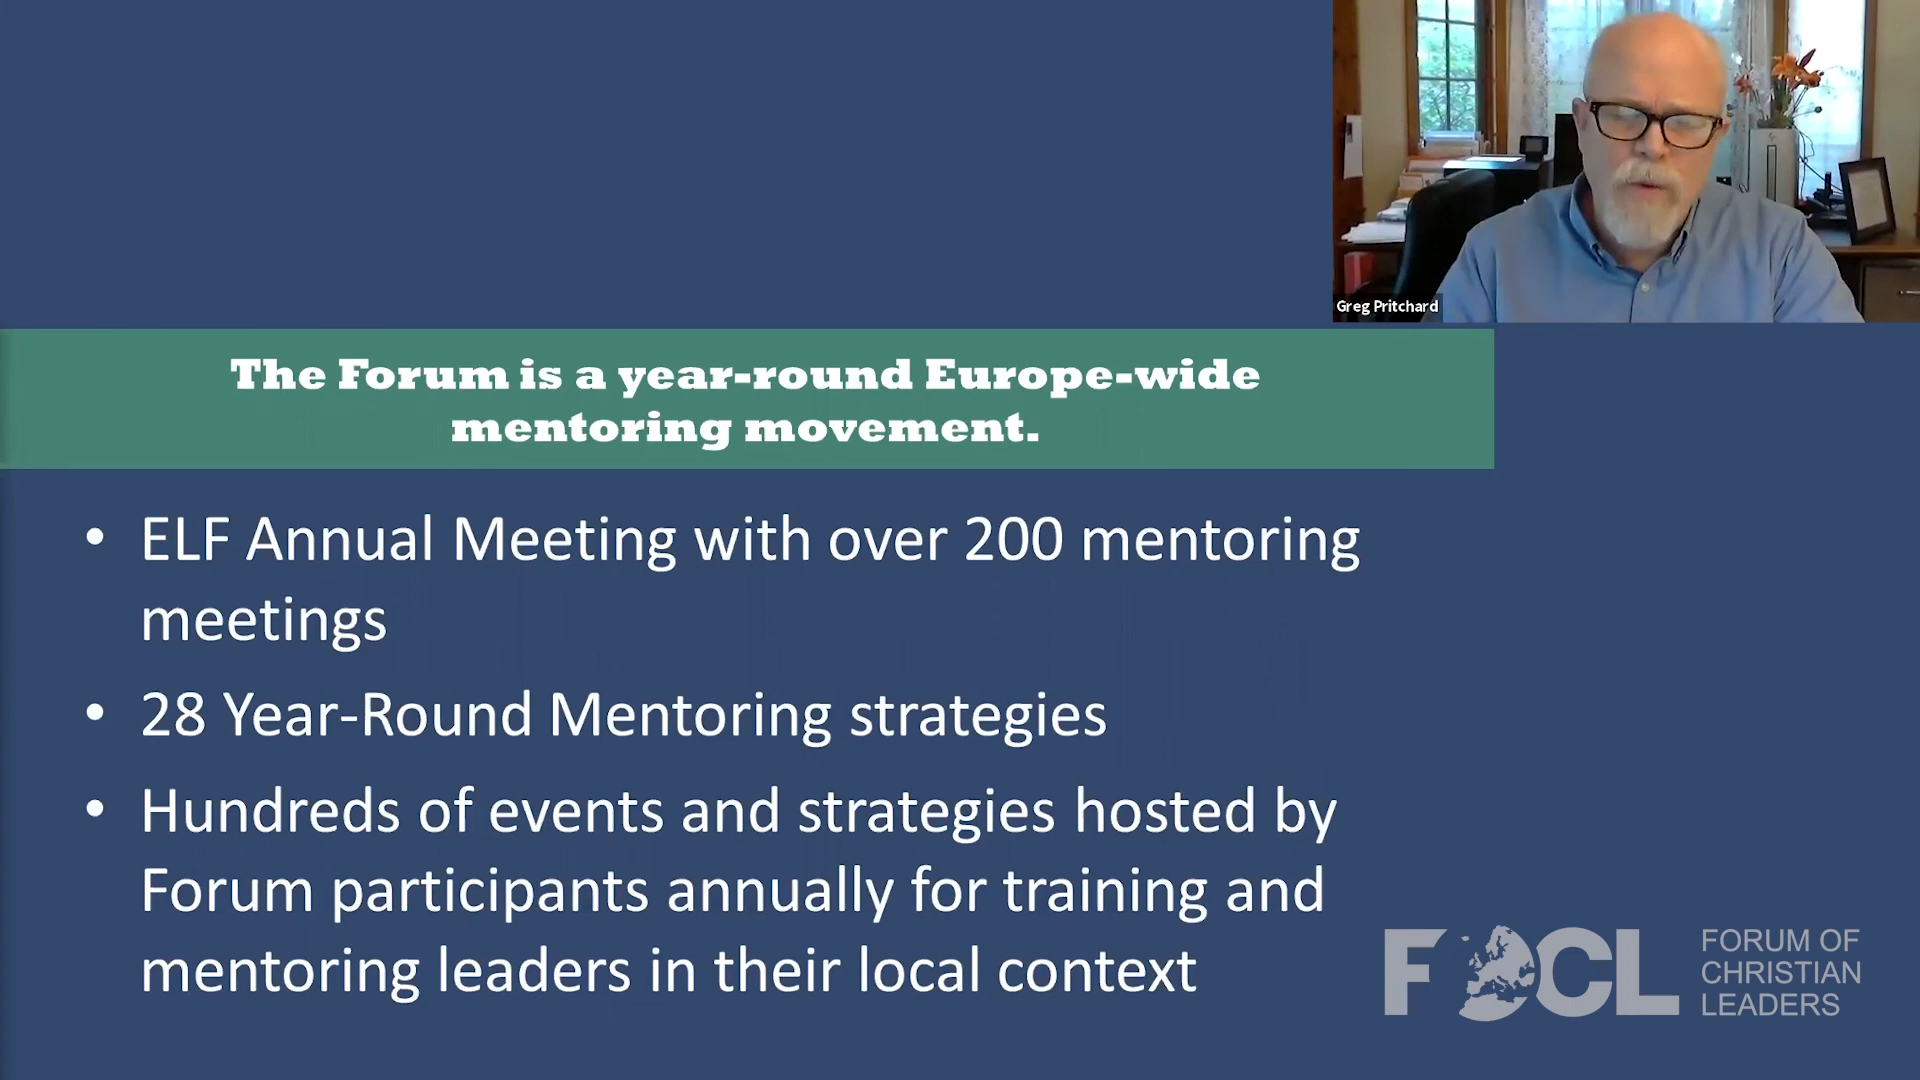 Greg Pritchard
The Forum is a year-round Europe-wide
mentoring movement.
• ELF Annual Meeting with over 200 mentoring
meetings
• 28 Year-Round Mentoring strategies
• Hundreds of events and strategies hosted by
Forum participants annually for training and
mentoring leaders in their local context
FOCL
FORUM OF
CHRISTIAN
LEADERS